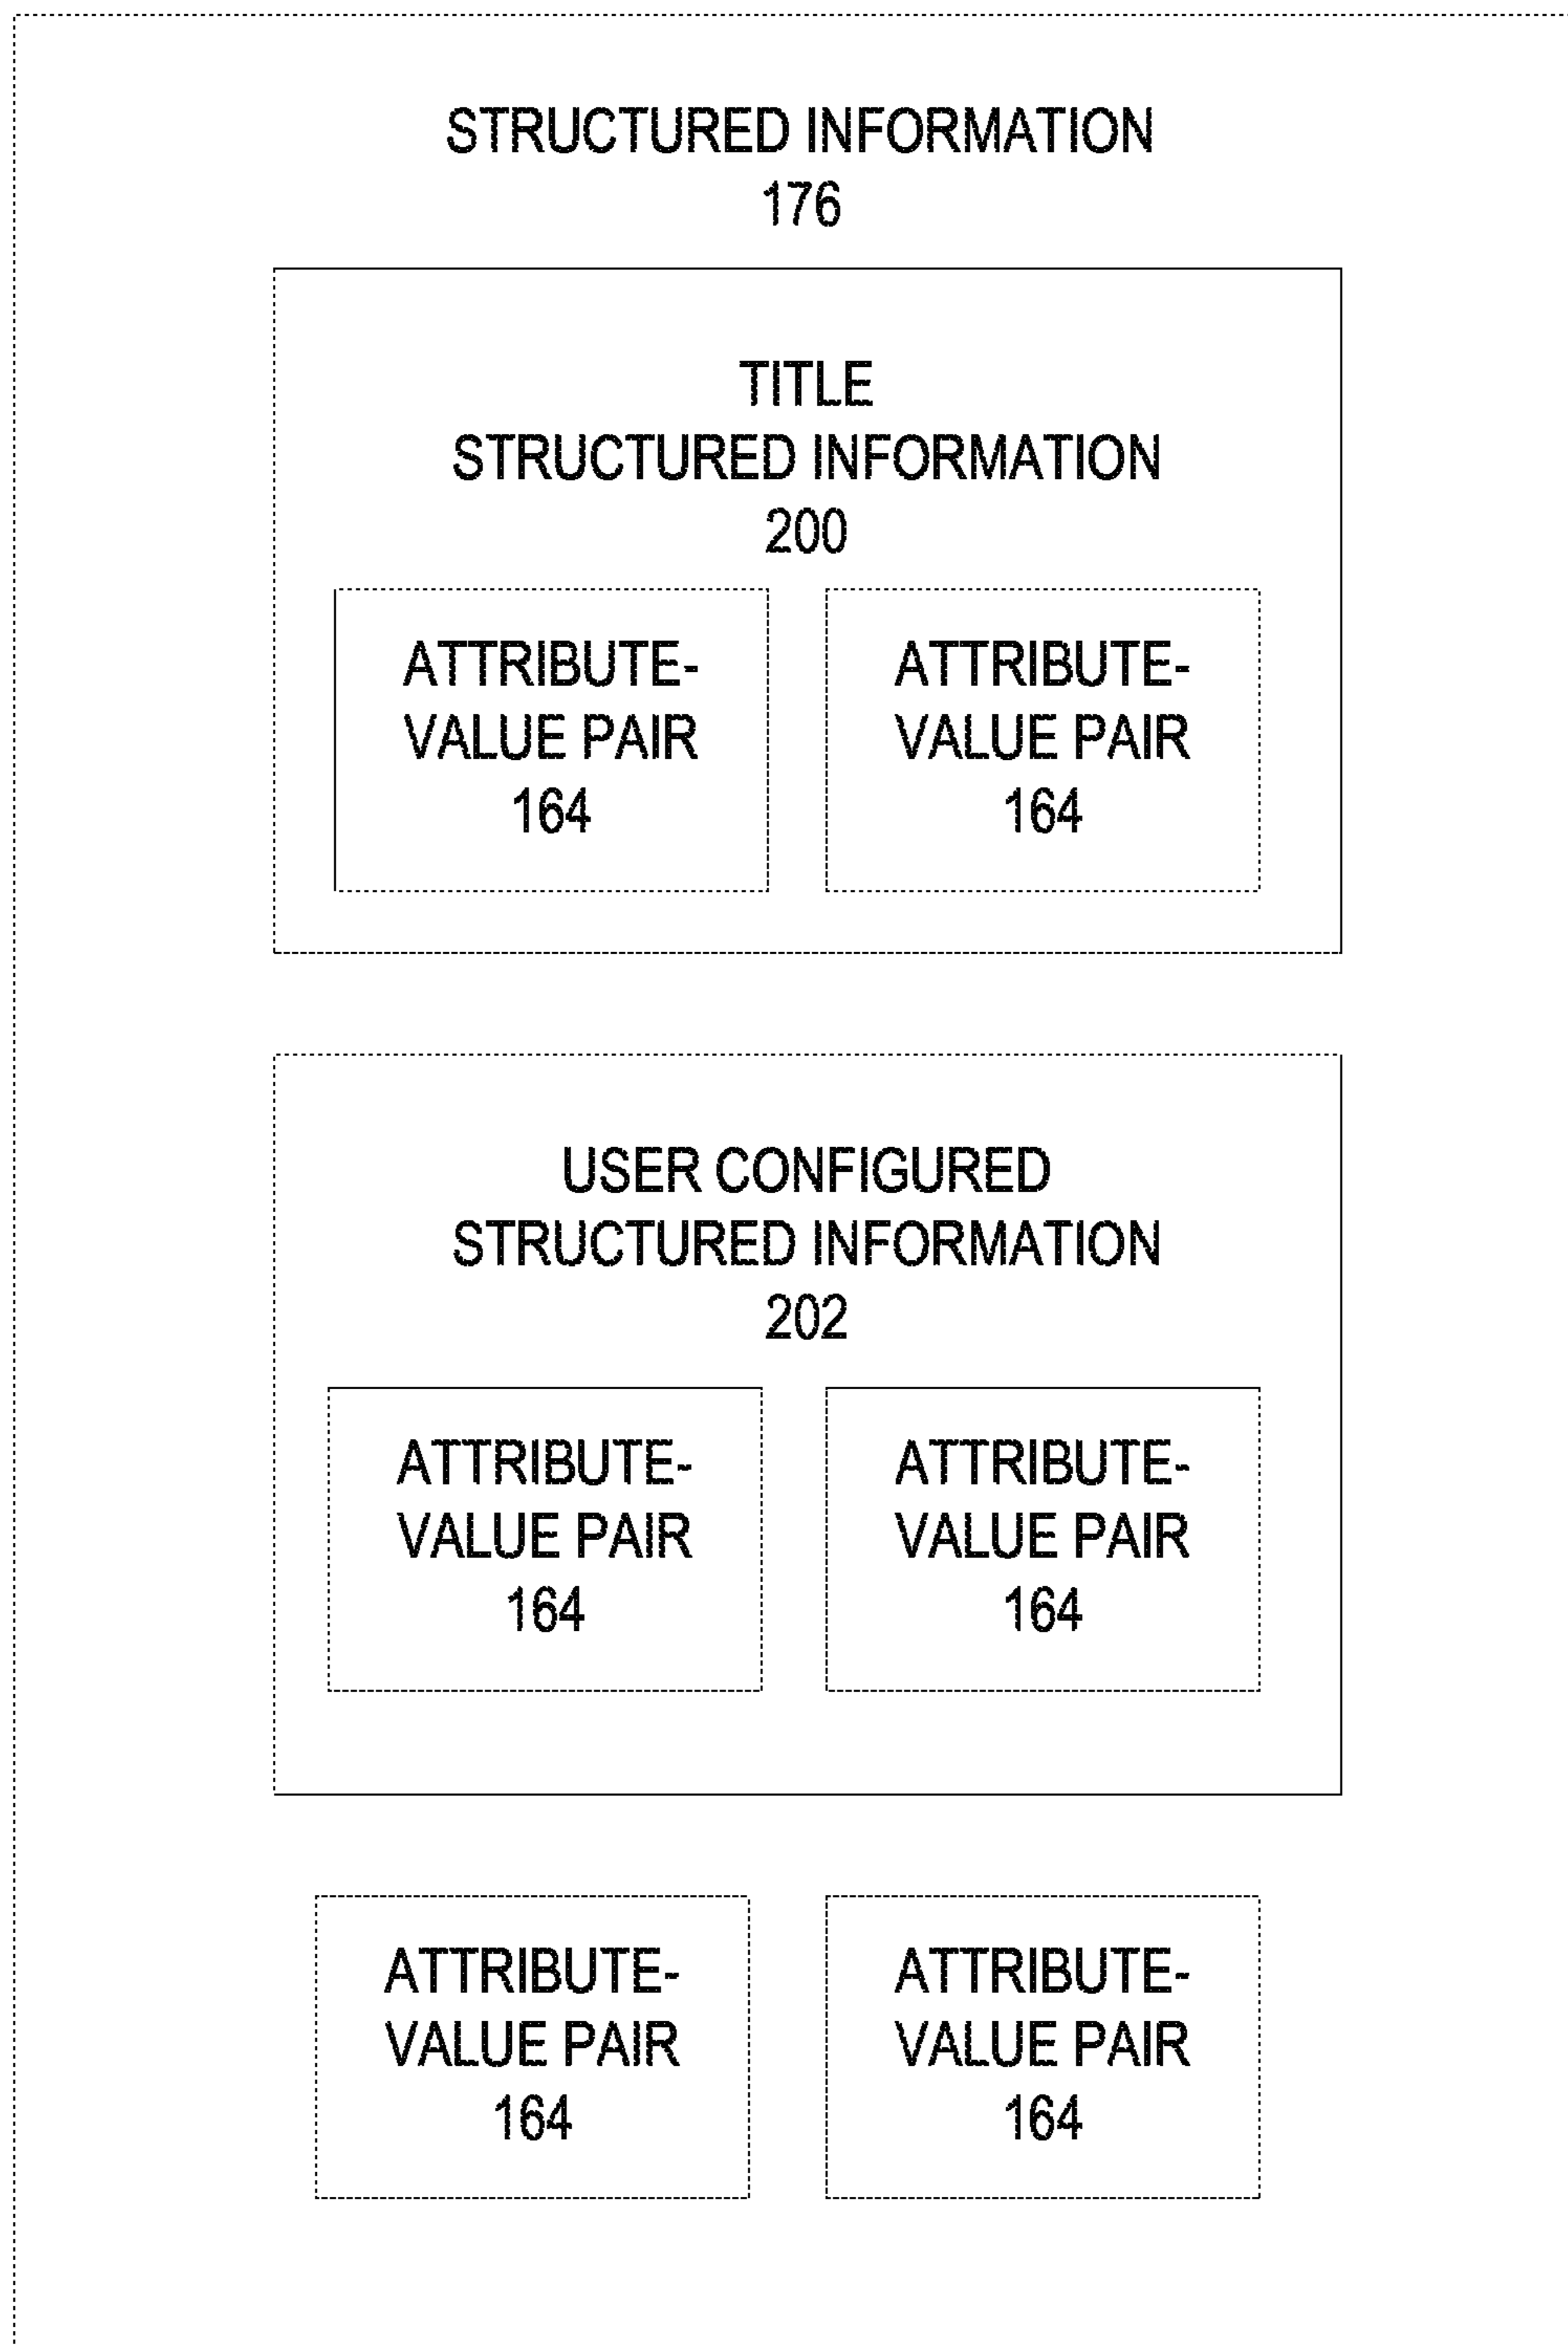 STRUCTURED INFORMATION
176
TITLE
STRUCTURED INFORMATION
200
ATTRIBUTE-
VALUE PAIR
164
ATTRIBUTE-
VALUE PAIR
164
USER CONFIGURED
STRUCTURED INFORMATION
202
ATTRIBUTE-
VALUE PAIR
164
ATTRIBUTE-
VALUE PAIR
164
ATTRIBUTE-
VALUE PAIR
164
ATTRIBUTE-
VALUE PAIR
164